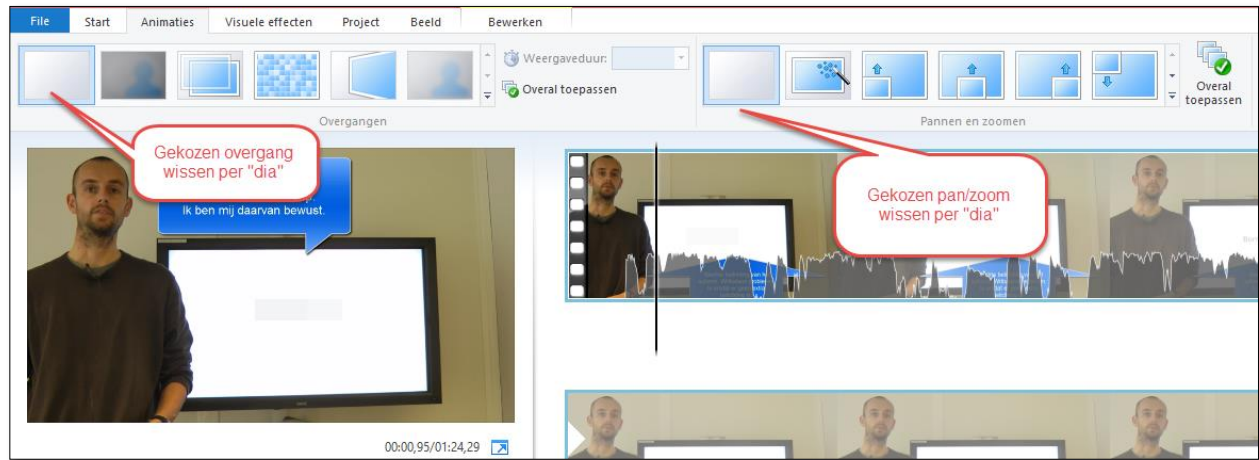 File Start Animaties Visuele effecten Project Beeld Bewerken
Weergaveduur:
Overal toepassen
Overgangen
Overal
toepassen
Pannen en zoomen
Gekozen overgang
wissen per "dia"
Ik ben mij daarvan bewust.
Gekozen pan/zoom
wissen per "dia"
00:00,95/01:24,29